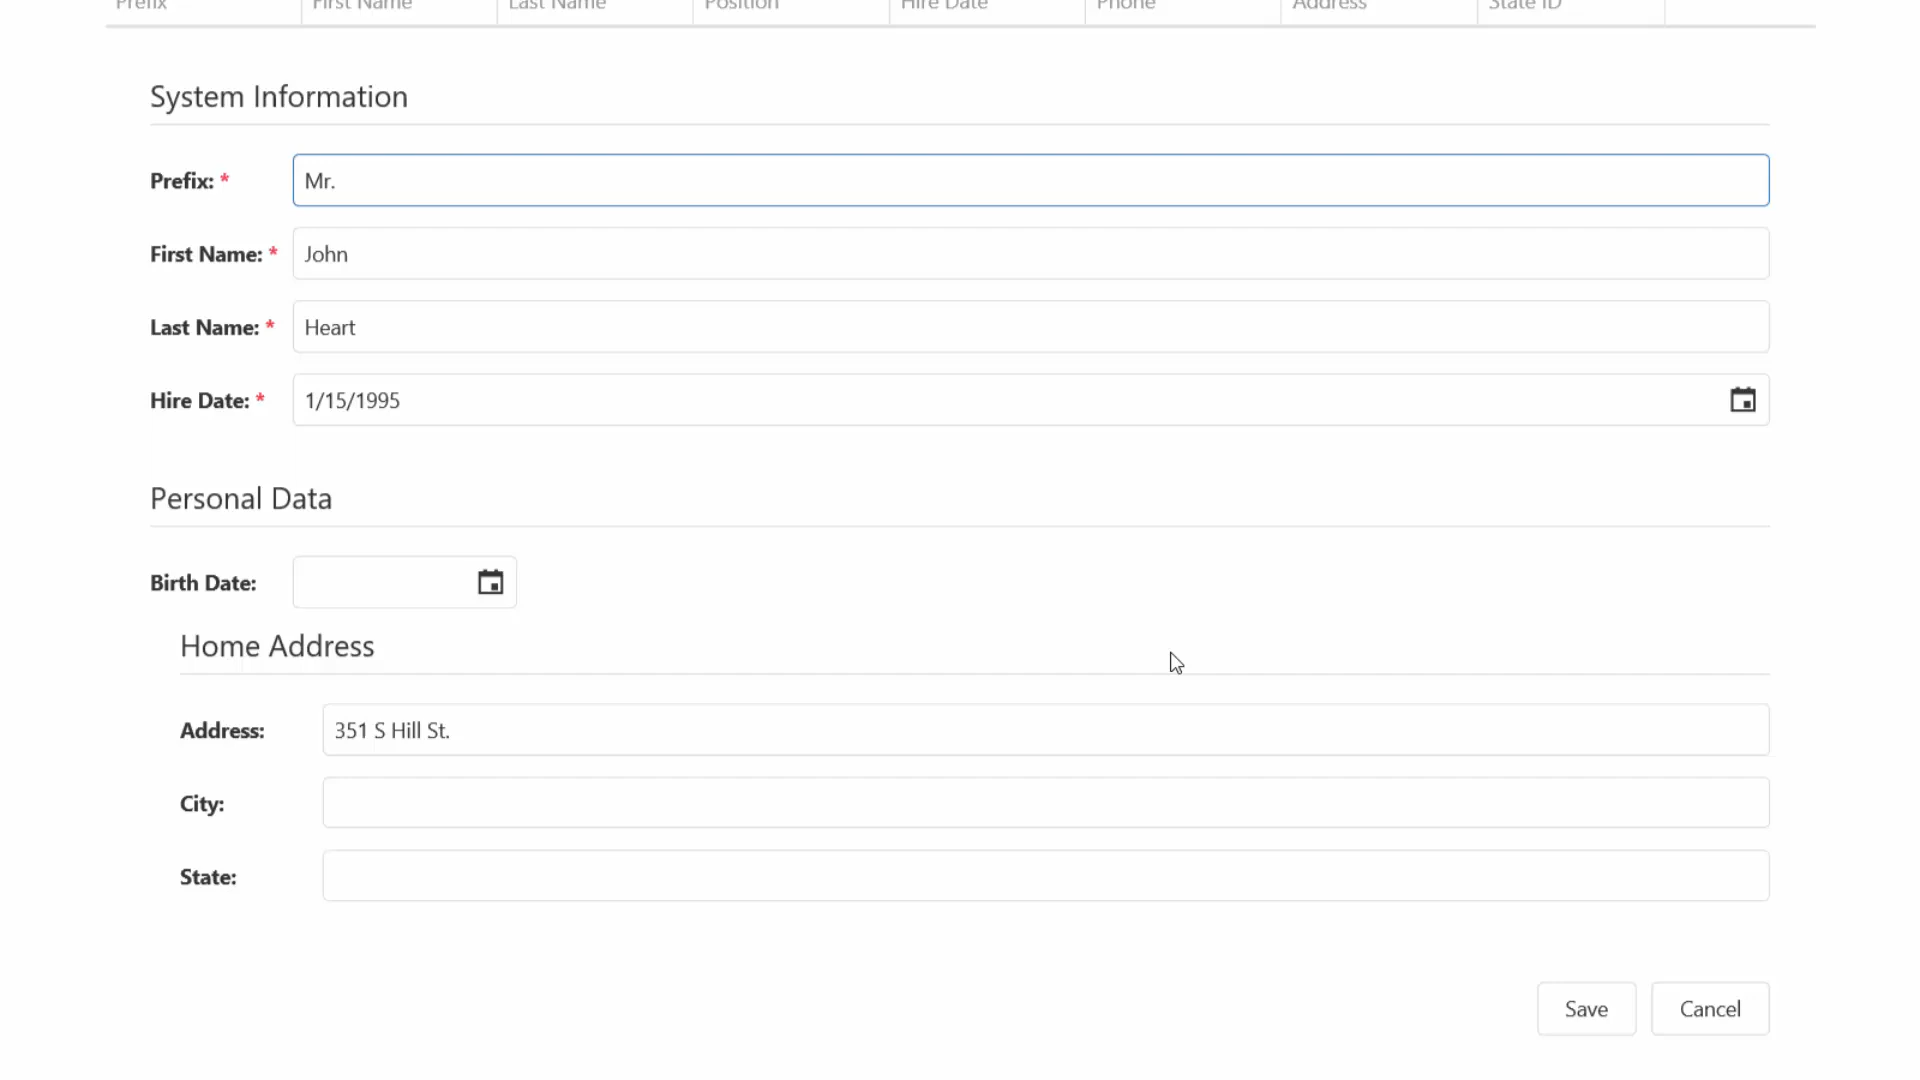 Prefix First Name Last Name Position Hire Date Phone Address State ID
System Information
Prefix: * Mr.
First Name: * John
Last Name: * Heart
Hire Date: * 1/15/1995
Personal Data
Birth Date:
Home Address
Address: 351 S Hill St.
City:
State:
Save Cancel